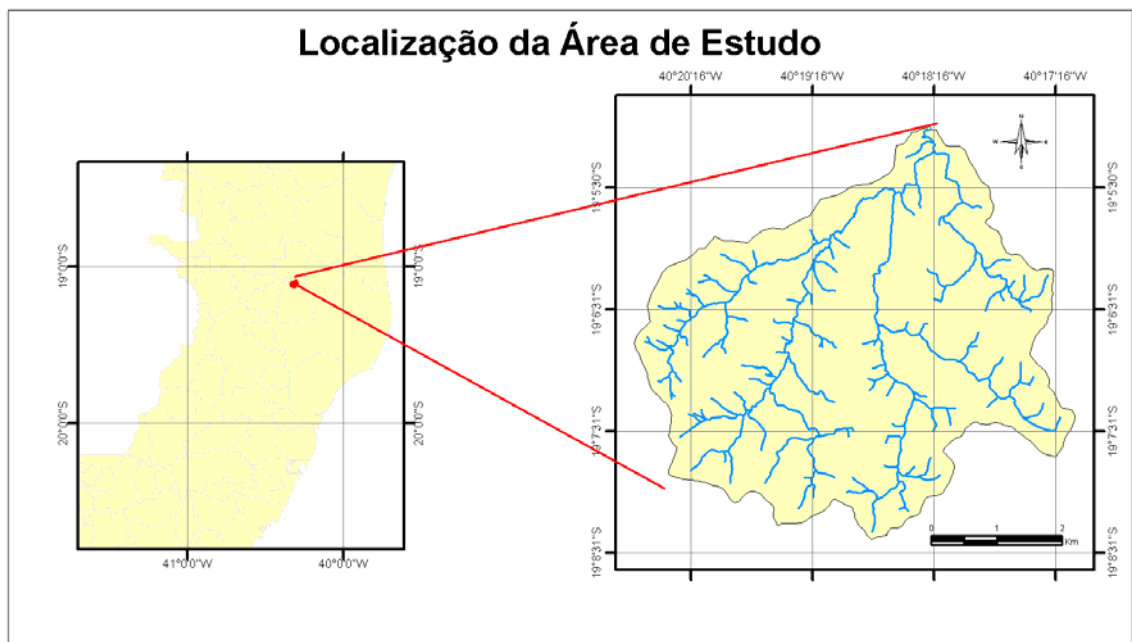 Localização da Área de Estudo
40°20'16"W 40°19'16"W 40°18'16"W 40°17'16"W
N
W E
S
19°5'30"S 19°5'30"S
19°0'0"S 19°0'0"S
19°6'31"S 19°6'31"S
20°0'0"S 20°0'0"S
19°7'31"S 19°7'31"S
0 1 2
Km
19°8'31"S 19°8'31"S
41°0'0"W 40°0'0"W